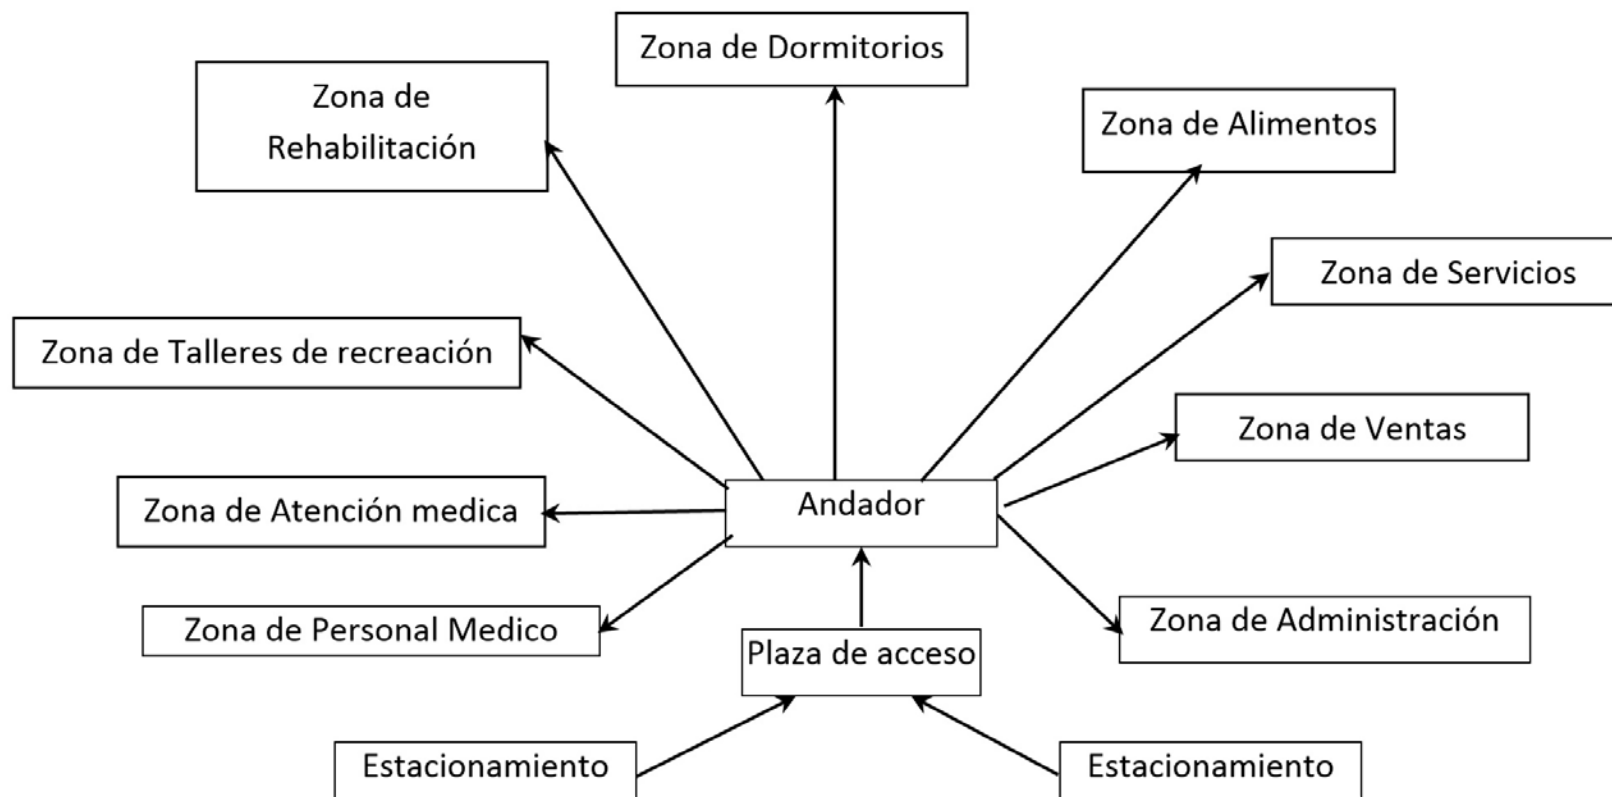 Zona de Dormitorios
Zona de
Rehabilitación
Zona de Alimentos
Zona de Servicios
Zona de Talleres de recreación
Zona de Ventas
Andador
Zona de Atención medica
Zona de Personal Medico
Zona de Administración
Plaza de acceso
Estacionamiento
Estacionamiento